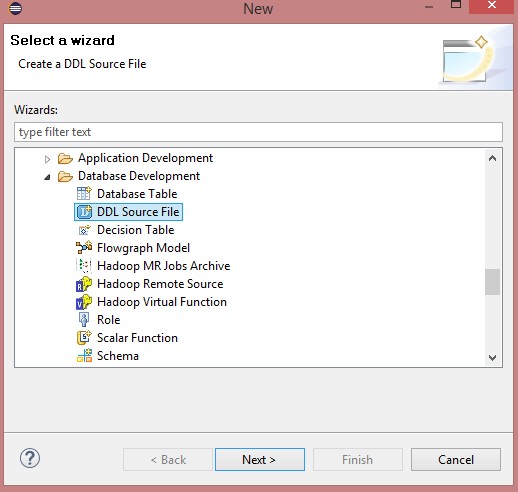 New
Select a wizard
Create a DDL Source File
Wizards:
type filter text
Application Development
Database Development
Database Table
DDL Source File
Decision Table
Flowgraph Model
Hadoop MR Jobs Archive
Hadoop Remote Source
Hadoop Virtual Function
Role
Scalar Function
Schema
? < Back Next > Finish Cancel